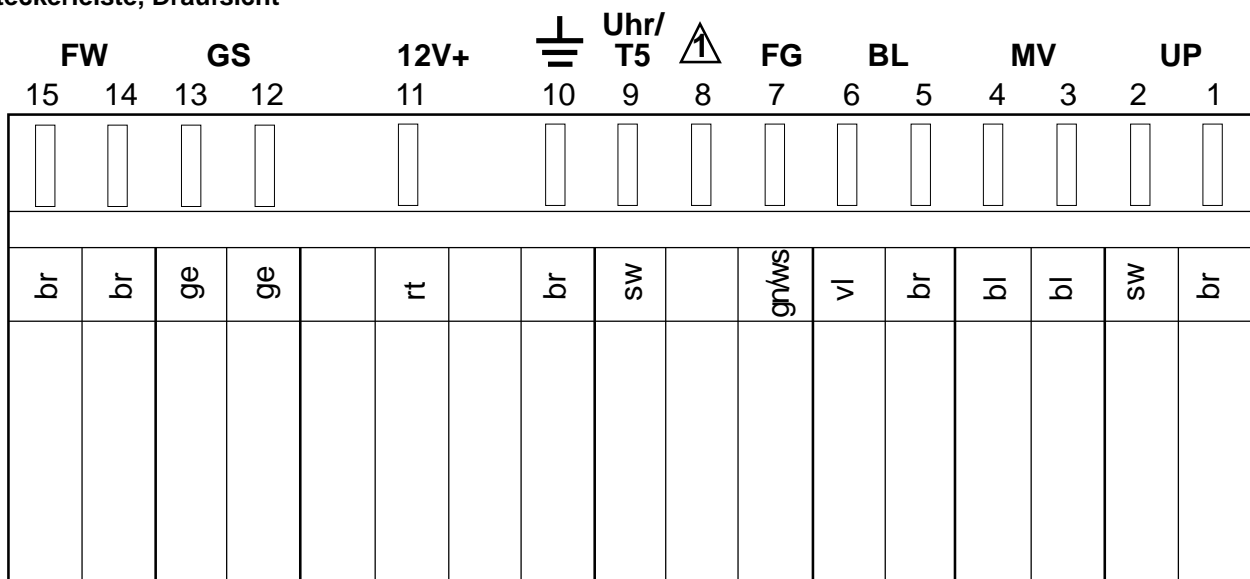 Steckerleiste, Draufsicht
FW GS 12V+ Uhr/ T5 1 FG BL MV UP
15 14 13 12 11 10 9 8 7 6 5 4 3 2 1
br br ge ge rt br sw gn/ws vl br bl bl sw br